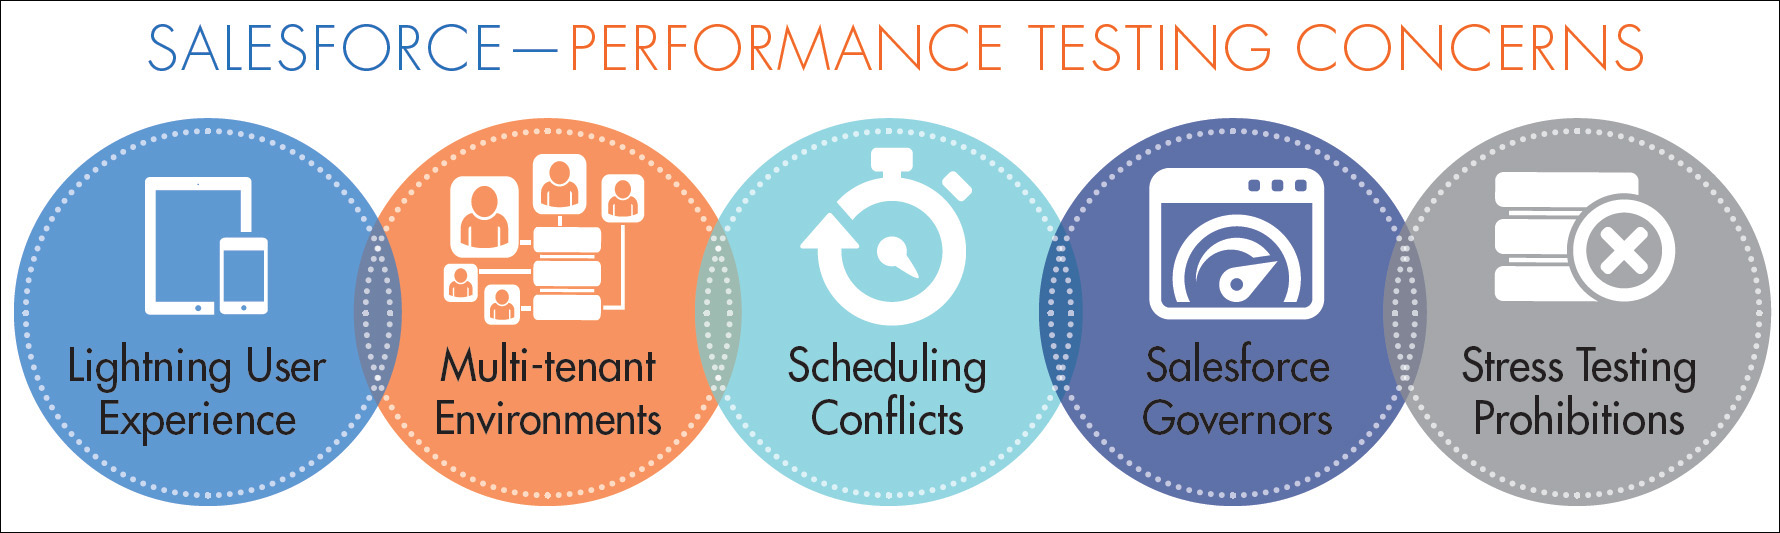 SALESFORCE—PERFORMANCE TESTING CONCERNS
Lightning User
Experience
Multi-tenant
Environments
Scheduling
Conflicts
Salesforce
Governors
Stress Testing
Prohibitions